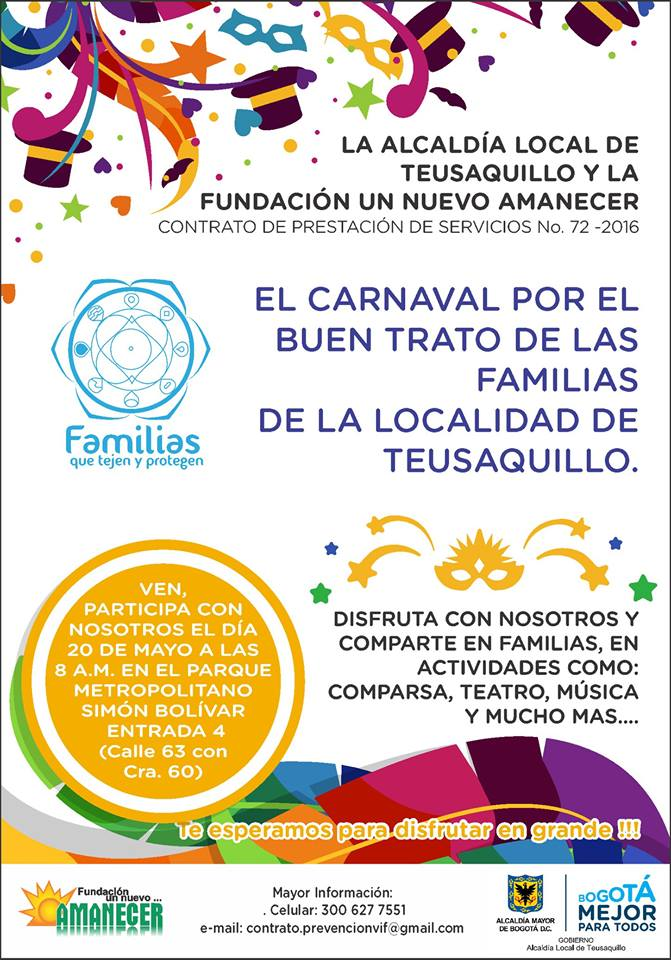 LA ALCALDÍA LOCAL DE
TEUSAQUILLO Y LA
FUNDACIÓN UN NUEVO AMANECER
CONTRATO DE PRESTACIÓN DE SERVICIOS No. 72 -2016
EL CARNAVAL POR EL
BUEN TRATO DE LAS
FAMILIAS
DE LA LOCALIDAD DE
TEUSAQUILLO.
Familias
que tejen y protegen
VEN,
PARTICIPA CON
NOSOTROS EL DÍA
20 DE MAYO A LAS
8 A.M. EN EL PARQUE
METROPOLITANO
SIMÓN BOLÍVAR
ENTRADA 4
(Calle 63 con
Cra. 60)
DISFRUTA CON NOSOTROS Y
COMPARTE EN FAMILIAS, EN
ACTIVIDADES COMO:
COMPARSA, TEATRO, MÚSICA
Y MUCHO MAS....
Te esperamos para disfrutar en grande !!!
Fundación
un nuevo ...
AMANECER
Mayor Información:
. Celular: 300 627 7551
e-mail: contrato.prevencionvif@gmail.com
ALCALDÍA MAYOR
DE BOGOTÁ D.C.
BOGOTÁ
MEJOR
PARA TODOS
GOBIERNO
Alcaldía Local de Teusaquillo